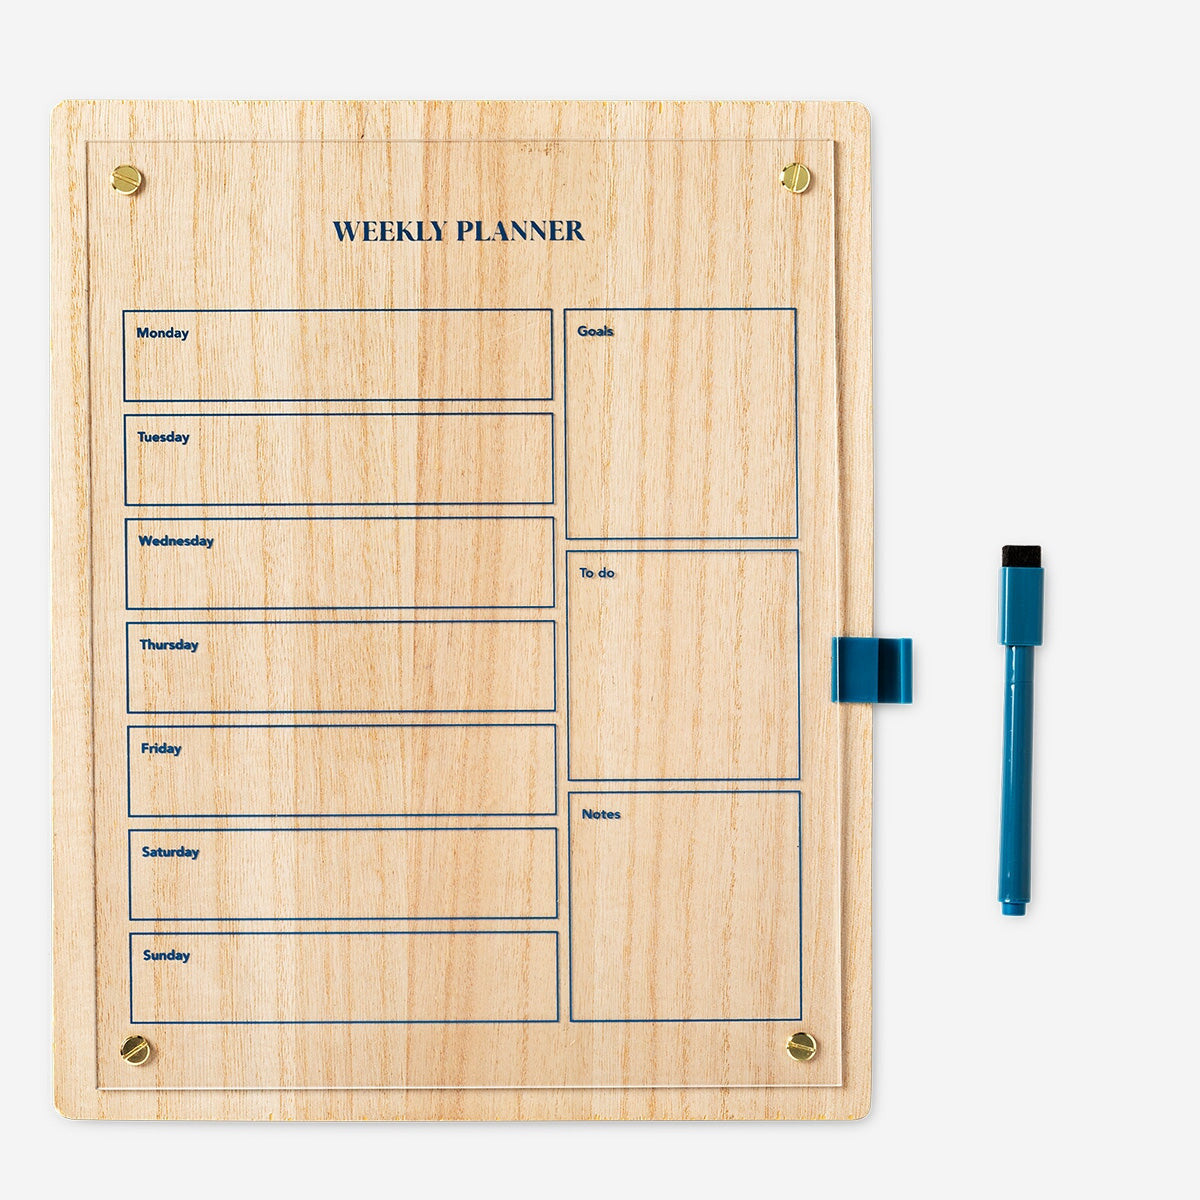 WEEKLY PLANNER
Monday
Tuesday
Wednesday
Thursday
Friday
Saturday
Sunday
Goals
To do
Notes